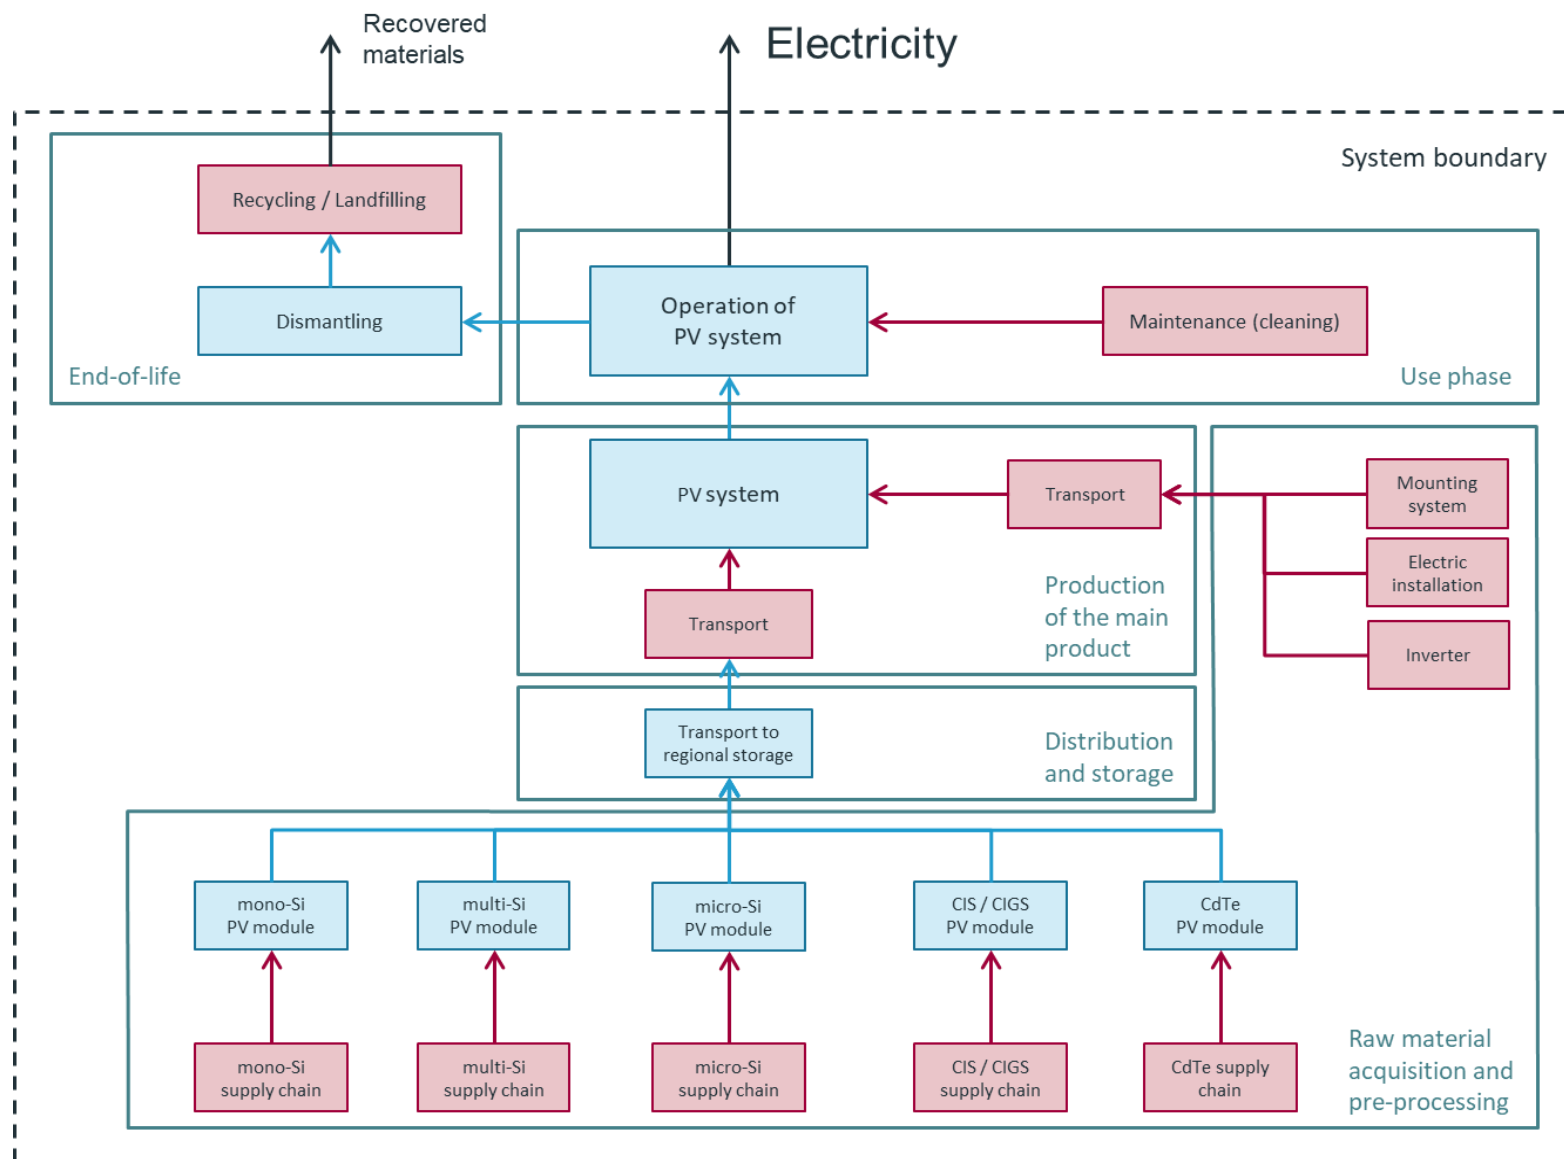 Recovered
materials
Electricity
System boundary
Recycling / Landfilling
Dismantling
End-of-life
Operation of
PV system
Maintenance (cleaning)
Use phase
PV system
Transport
Transport
Production
of the main
product
Mounting
system
Electric
installation
Inverter
Transport to
regional storage
Distribution
and storage
mono-Si
PV module
multi-Si
PV module
micro-Si
PV module
CIS / CIGS
PV module
CdTe
PV module
mono-Si
supply chain
multi-Si
supply chain
micro-Si
supply chain
CIS / CIGS
supply chain
CdTe supply
chain
Raw material
acquisition and
pre-processing